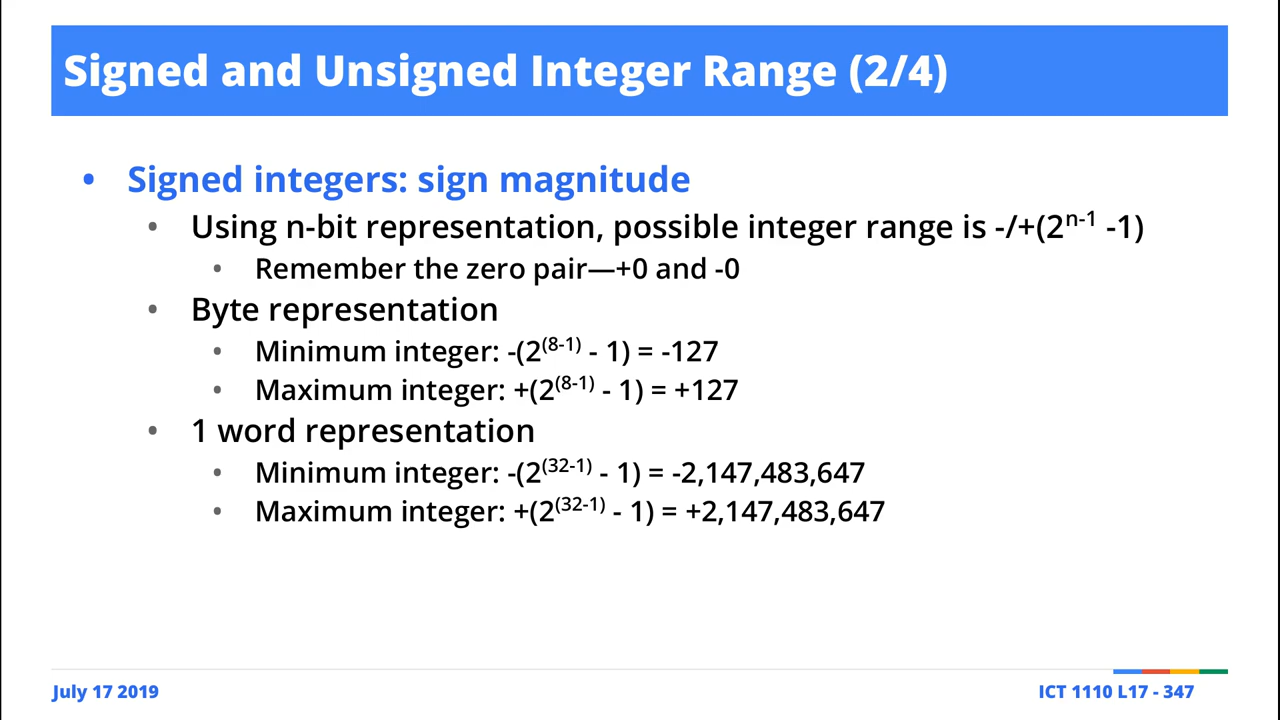 Signed and Unsigned Integer Range (2/4)
• Signed integers: sign magnitude
• Using n-bit representation, possible integer range is -/+(2ⁿ⁻¹ -1)
• Remember the zero pair—+0 and -0
• Byte representation
• Minimum integer: -(2⁽⁸⁻¹⁾ - 1) = -127
• Maximum integer: +(2⁽⁸⁻¹⁾ - 1) = +127
• 1 word representation
• Minimum integer: -(2⁽³²⁻¹⁾ - 1) = -2,147,483,647
• Maximum integer: +(2⁽³²⁻¹⁾ - 1) = +2,147,483,647
July 17 2019
ICT 1110 L17 - 347